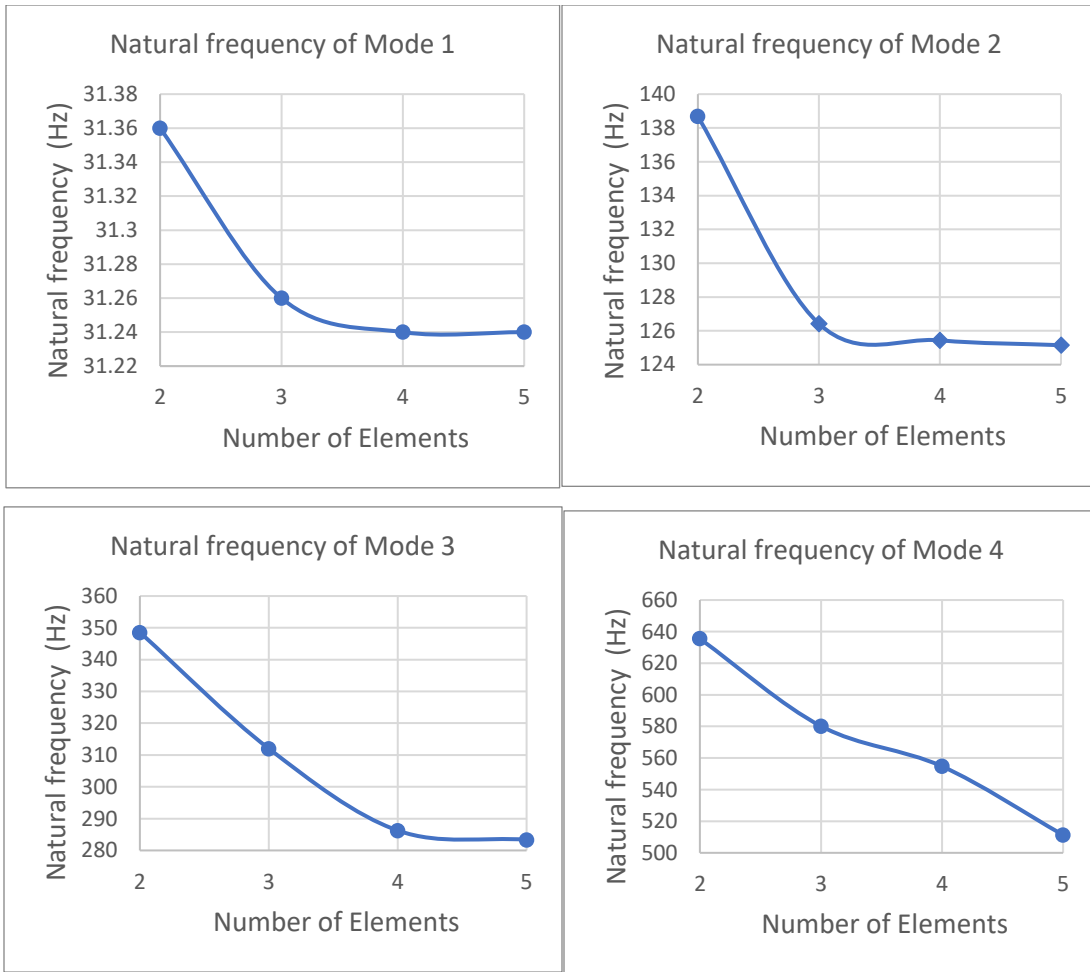 Natural frequency of Mode 1
Natural frequency (Hz)
31.38
31.36
31.34
31.32
31.3
31.28
31.26
31.24
31.22
2 3 4 5
Number of Elements
Natural frequency of Mode 2
Natural frequency (Hz)
140
138
136
134
132
130
128
126
124
2 3 4 5
Number of Elements
Natural frequency of Mode 3
Natural frequency (Hz)
360
350
340
330
320
310
300
290
280
2 3 4 5
Number of Elements
Natural frequency of Mode 4
Natural frequency (Hz)
660
640
620
600
580
560
540
520
500
2 3 4 5
Number of Elements